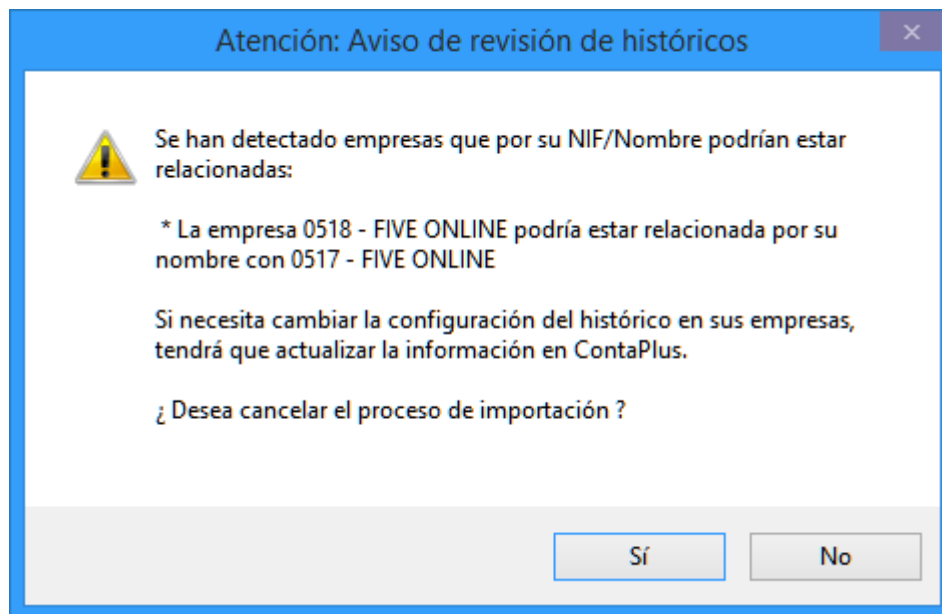 Atención: Aviso de revisión de históricos
Se han detectado empresas que por su NIF/Nombre podrían estar
relacionadas:
* La empresa 0518 - FIVE ONLINE podría estar relacionada por su
nombre con 0517 - FIVE ONLINE
Si necesita cambiar la configuración del histórico en sus empresas,
tendrá que actualizar la información en ContaPlus.
¿ Desea cancelar el proceso de importación ?
Sí
No